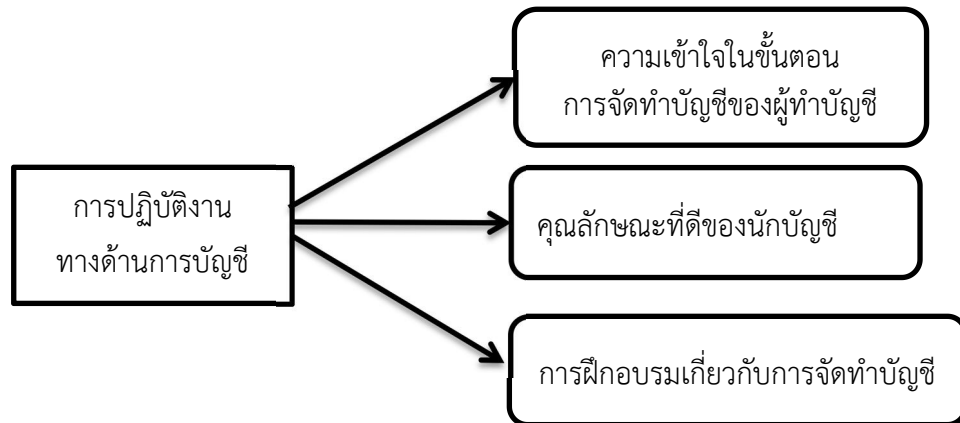 ความเข้าใจในขั้นตอน
การจัดทำบัญชีของผู้ทำบัญชี
การปฏิบัติงาน
ทางด้านการบัญชี
คุณลักษณะที่ดีของนักบัญชี
การฝึกอบรมเกี่ยวกับการจัดทำบัญชี